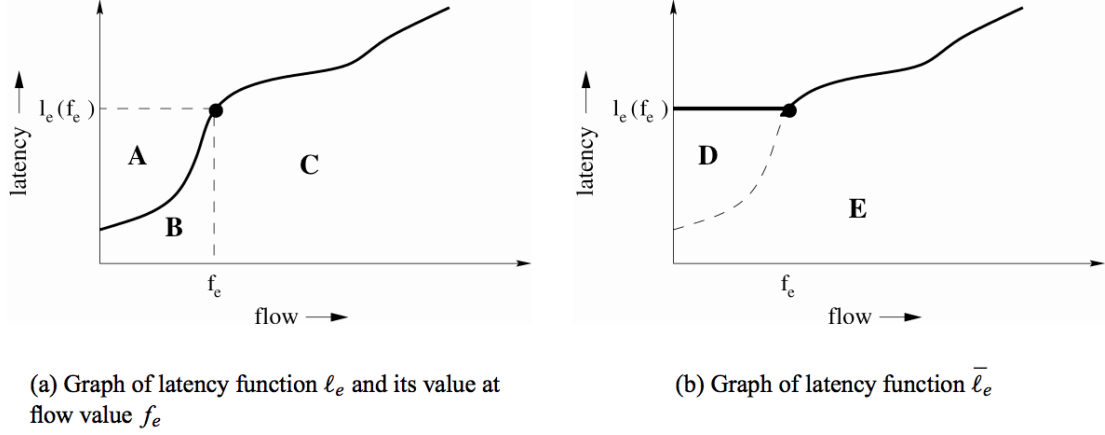 latency
l_e(f_e)
A
B
C
f_e
flow
(a) Graph of latency function ℓ_e and its value at
flow value f_e
latency
l_e(f_e)
D
E
f_e
flow
(b) Graph of latency function ℓ̅_e